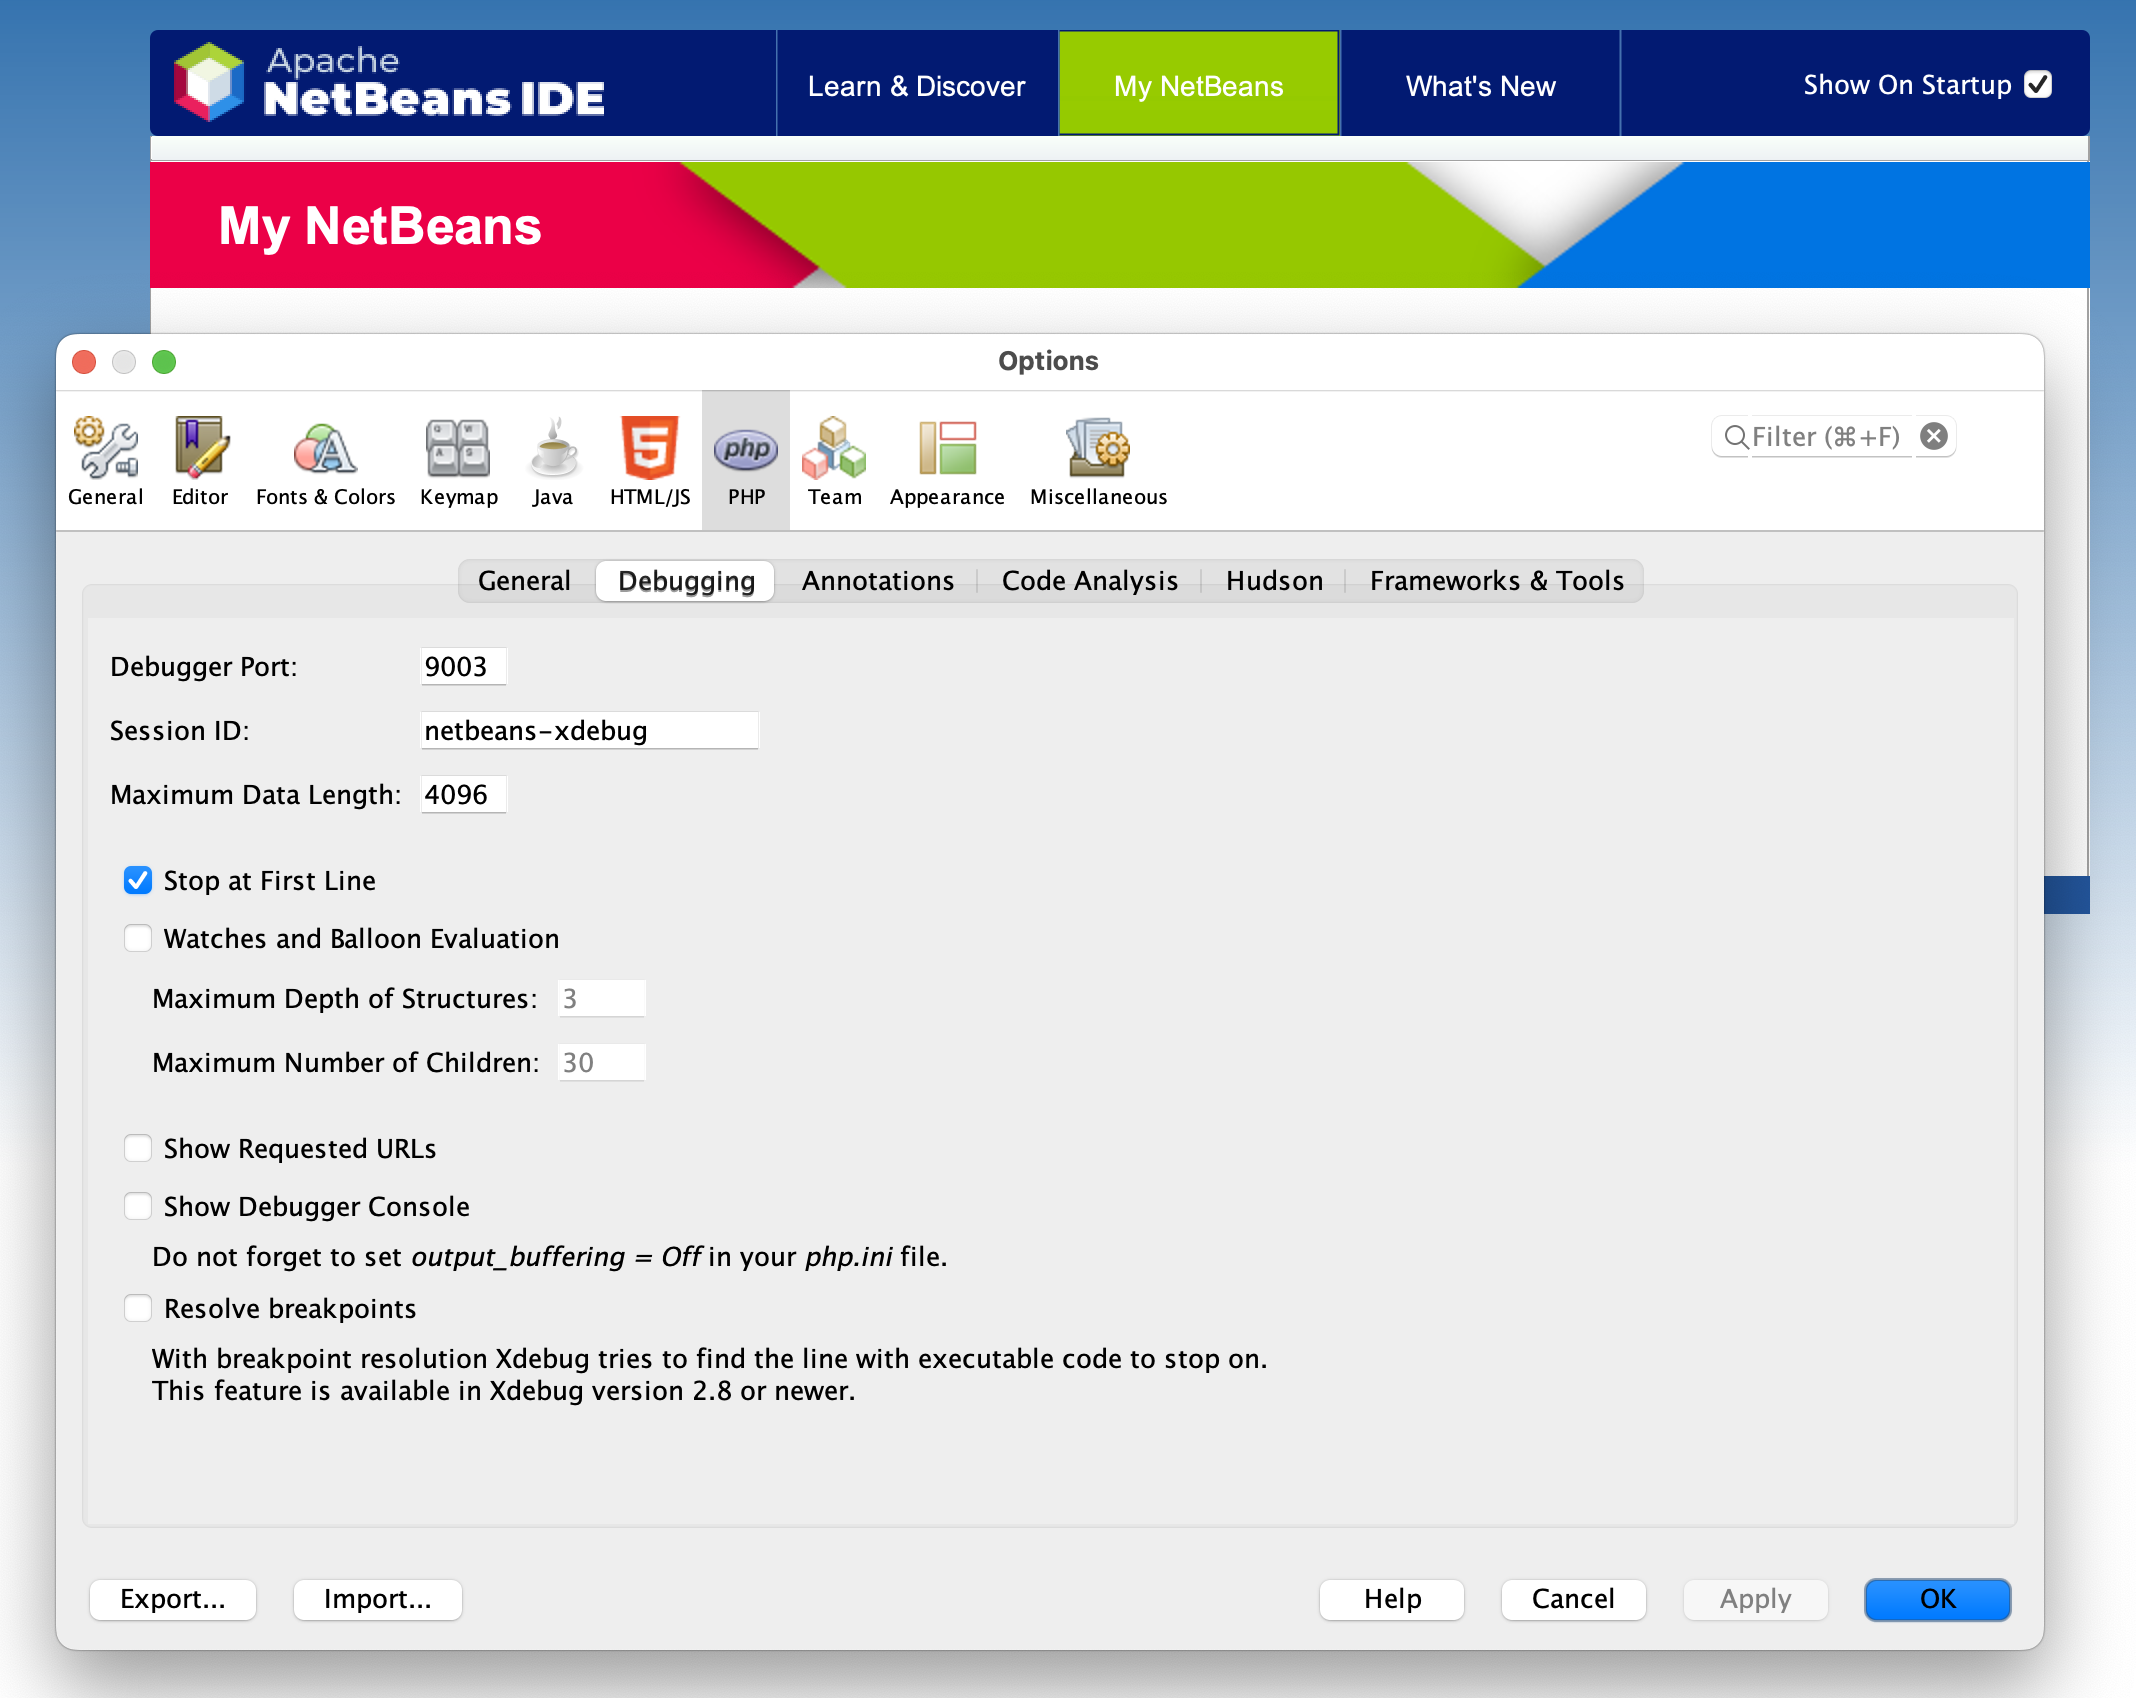 Apache
NetBeans IDE
Learn & Discover
My NetBeans
What's New
Show On Startup
My NetBeans
Options
Filter (⌘+F)
General
Editor
Fonts & Colors
Keymap
Java
HTML/JS
PHP
Team
Appearance
Miscellaneous
General
Debugging
Annotations
Code Analysis
Hudson
Frameworks & Tools
Debugger Port: 9003
Session ID: netbeans-xdebug
Maximum Data Length: 4096
Stop at First Line
Watches and Balloon Evaluation
Maximum Depth of Structures: 3
Maximum Number of Children: 30
Show Requested URLs
Show Debugger Console
Do not forget to set output_buffering = Off in your php.ini file.
Resolve breakpoints
With breakpoint resolution Xdebug tries to find the line with executable code to stop on.
This feature is available in Xdebug version 2.8 or newer.
Export...
Import...
Help
Cancel
Apply
OK